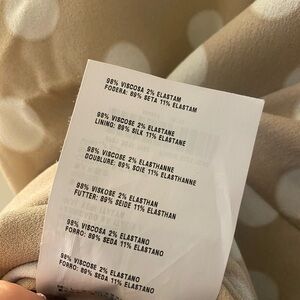 98% VISCOSA 2% ELASTAM
FODERA: 89% SETA 11% ELASTAM
98% VISCOSE 2% ELASTANE
LINING: 89% SILK 11% ELASTANE
98% VISCOSE 2% ELASTHANNE
DOUBLURE: 89% SOIE 11% ELASTHANNE
98% VISKOSE 2% ELASTHAN
FUTTER: 89% SEIDE 11% ELASTHAN
98% VISCOSA 2% ELASTANO
FORRO: 89% SEDA 11% ELASTANO
98% VISCOSE 2% ELASTANO
FORRO: 89% SEDA 11% ELASTANO